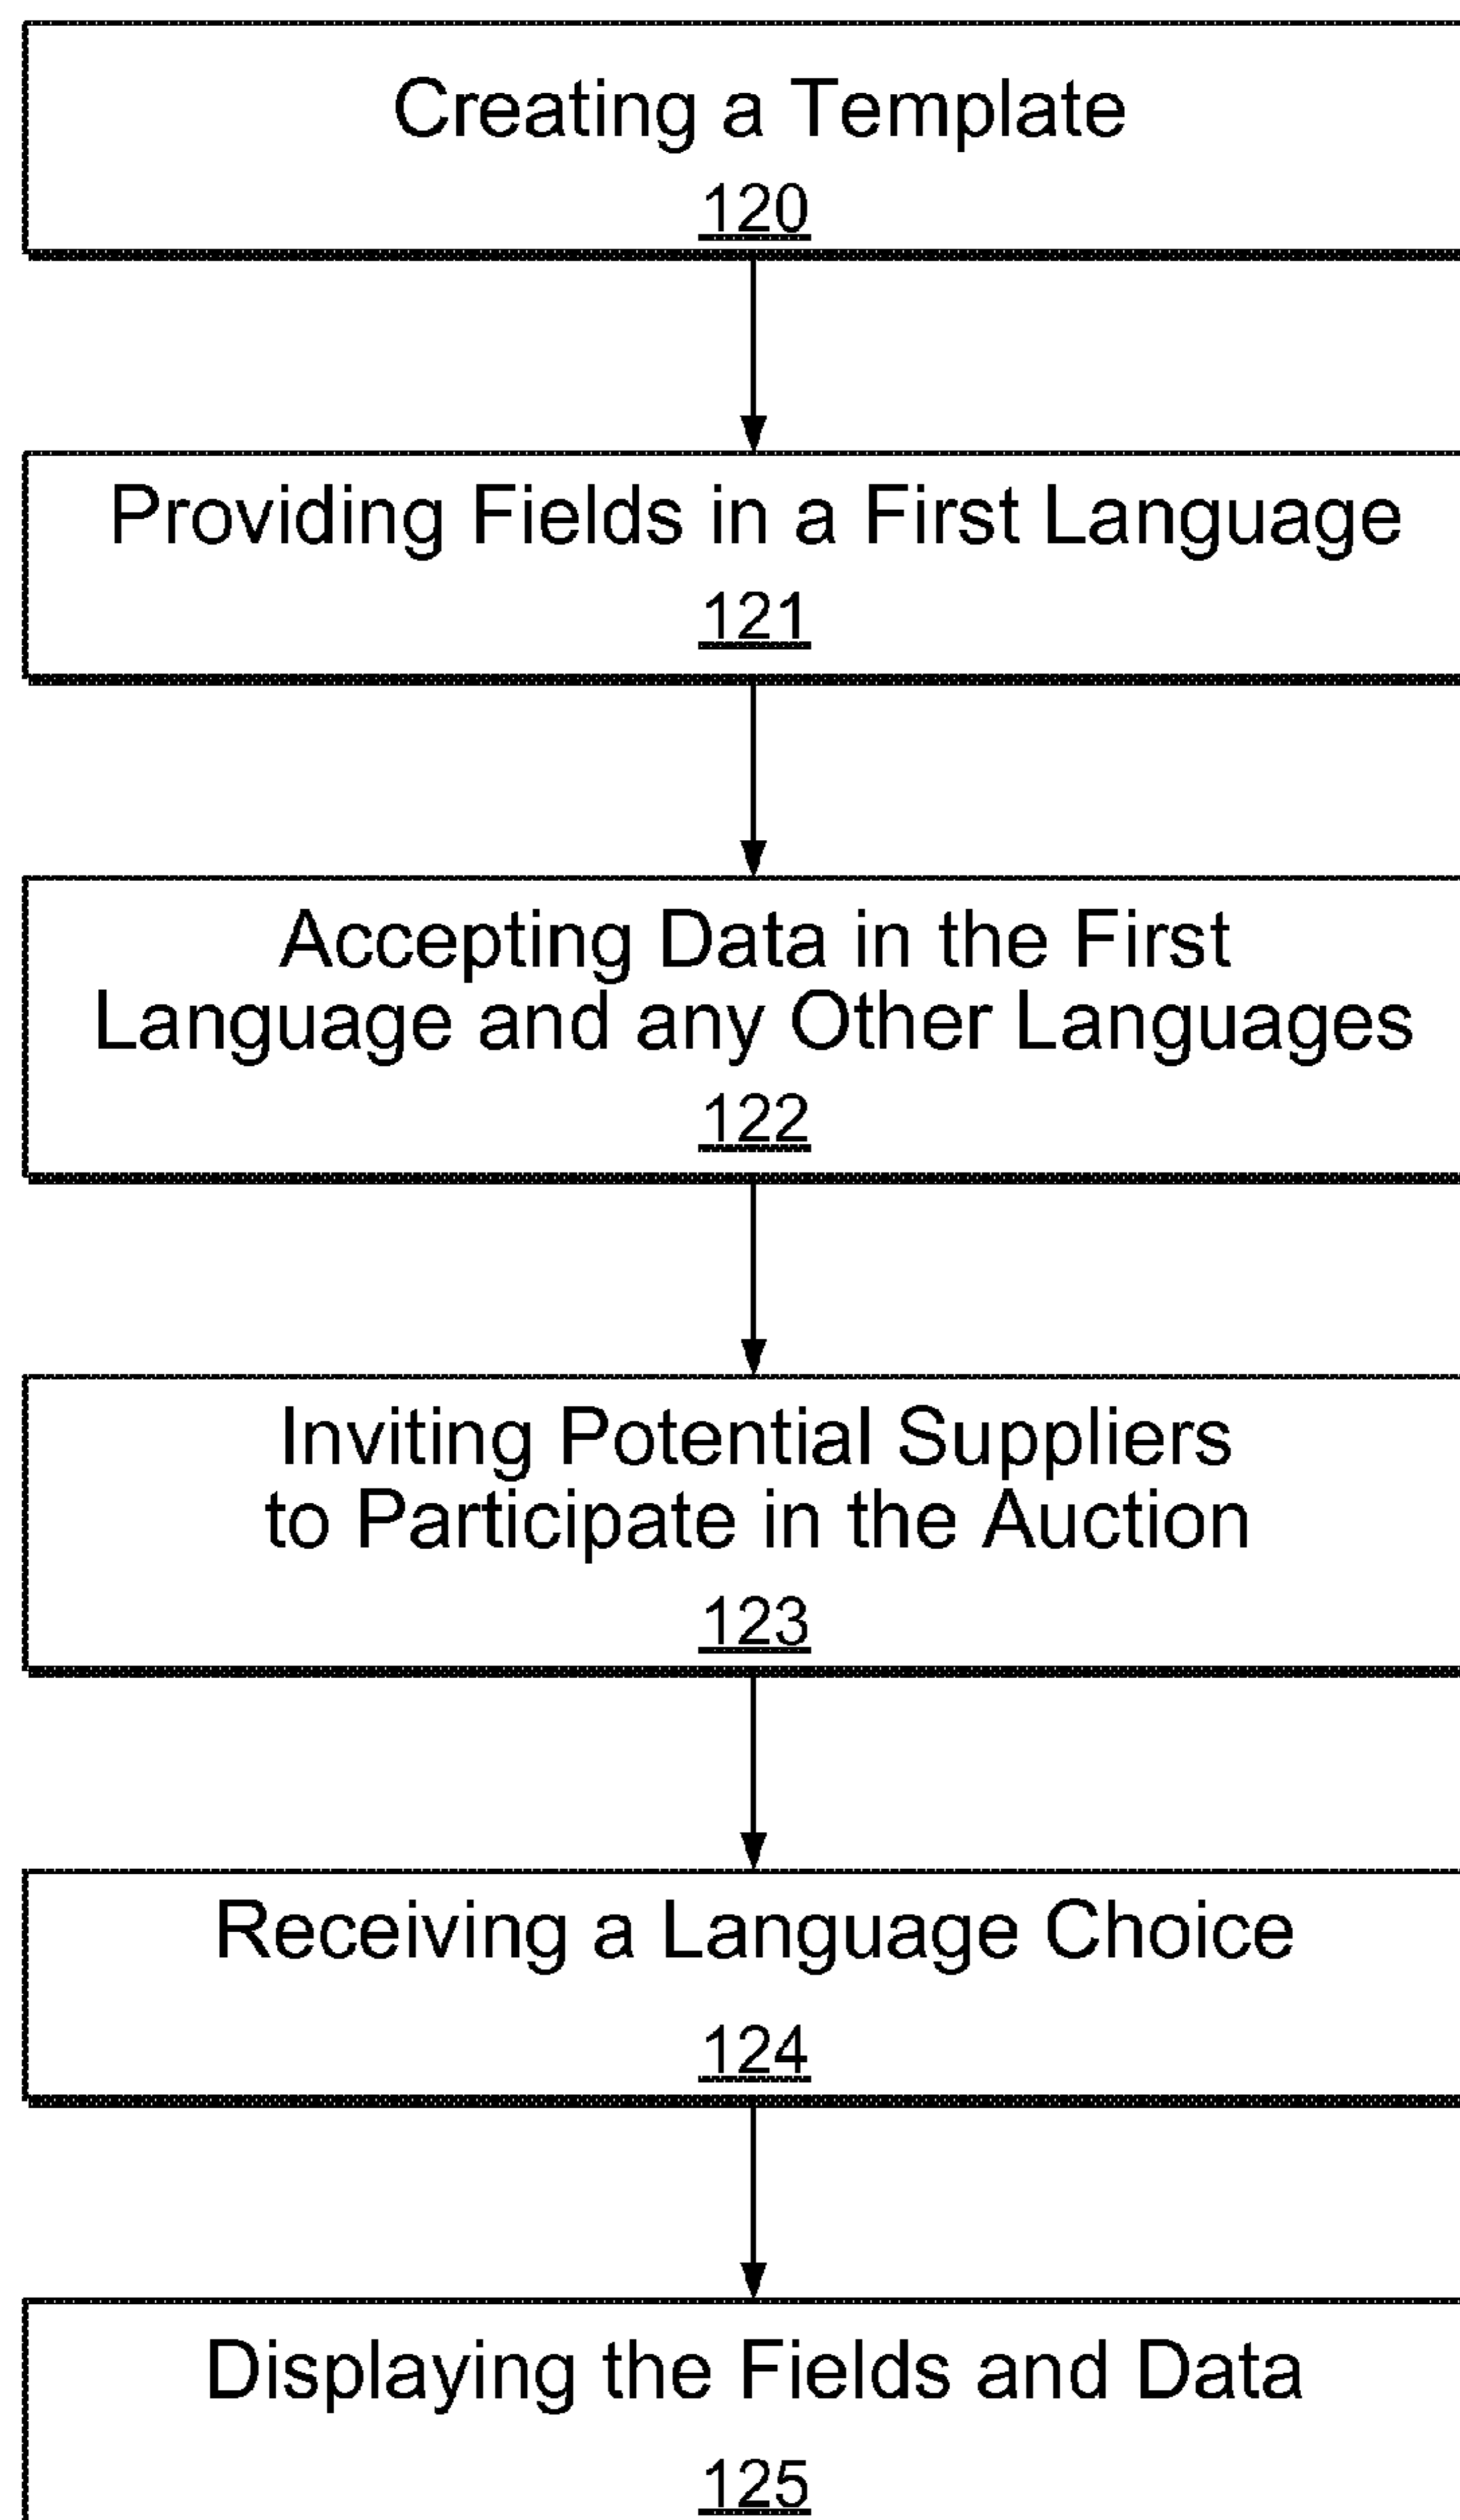 Creating a Template
120
Providing Fields in a First Language
121
Accepting Data in the First
Language and any Other Languages
122
Inviting Potential Suppliers
to Participate in the Auction
123
Receiving a Language Choice
124
Displaying the Fields and Data
125